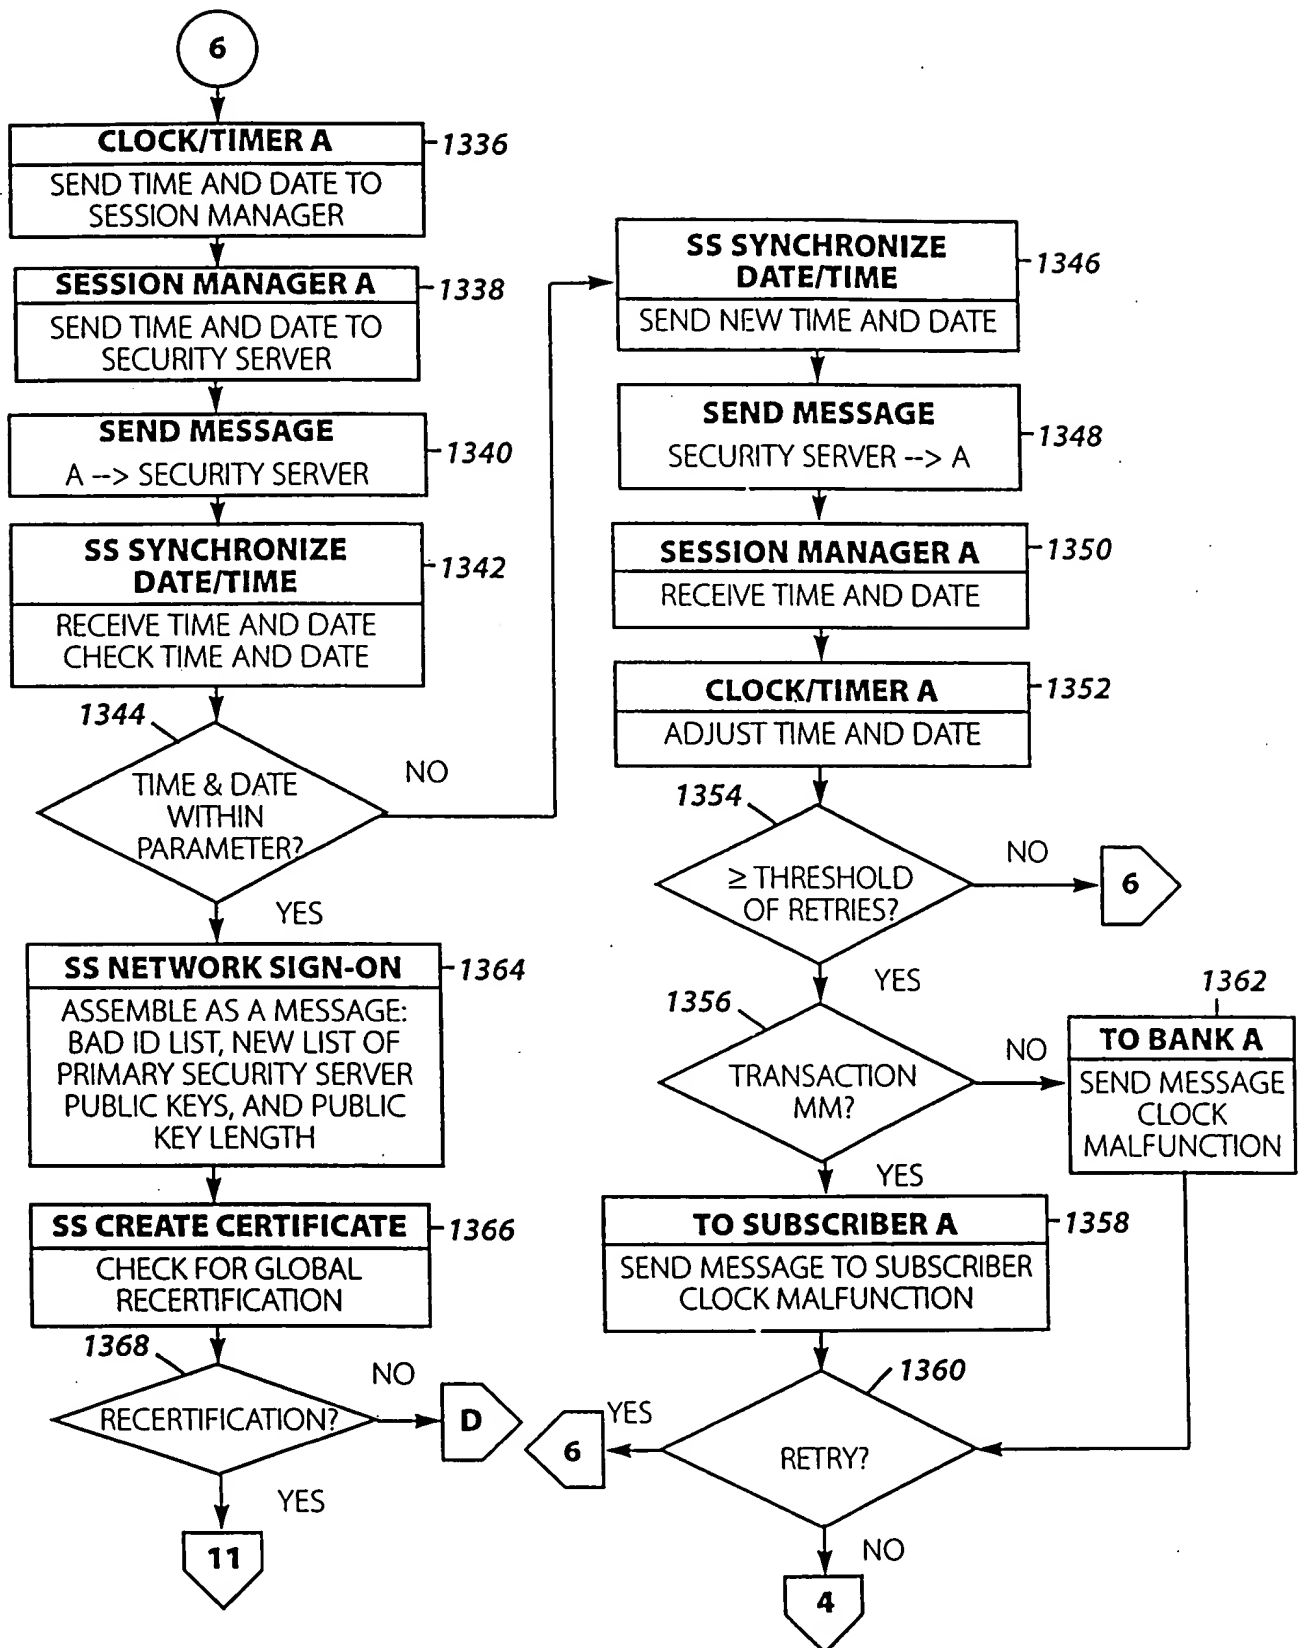 6
CLOCK/TIMER A
1336
SEND TIME AND DATE TO
SESSION MANAGER
SESSION MANAGER A
1338
SEND TIME AND DATE TO
SECURITY SERVER
SEND MESSAGE
1340
A --> SECURITY SERVER
SS SYNCHRONIZE
DATE/TIME
1342
RECEIVE TIME AND DATE
CHECK TIME AND DATE
1344
TIME & DATE
WITHIN
PARAMETER?
NO
YES
SS NETWORK SIGN-ON
1364
ASSEMBLE AS A MESSAGE:
BAD ID LIST, NEW LIST OF
PRIMARY SECURITY SERVER
PUBLIC KEYS, AND PUBLIC
KEY LENGTH
SS CREATE CERTIFICATE
1366
CHECK FOR GLOBAL
RECERTIFICATION
1368
RECERTIFICATION?
NO
D
YES
11
SS SYNCHRONIZE
DATE/TIME
1346
SEND NEW TIME AND DATE
SEND MESSAGE
1348
SECURITY SERVER --> A
SESSION MANAGER A
1350
RECEIVE TIME AND DATE
CLOCK/TIMER A
1352
ADJUST TIME AND DATE
1354
≥ THRESHOLD
OF RETRIES?
NO
6
YES
1356
TRANSACTION
MM?
NO
1362
TO BANK A
SEND MESSAGE
CLOCK
MALFUNCTION
YES
TO SUBSCRIBER A
1358
SEND MESSAGE TO SUBSCRIBER
CLOCK MALFUNCTION
1360
RETRY?
YES
6
NO
4